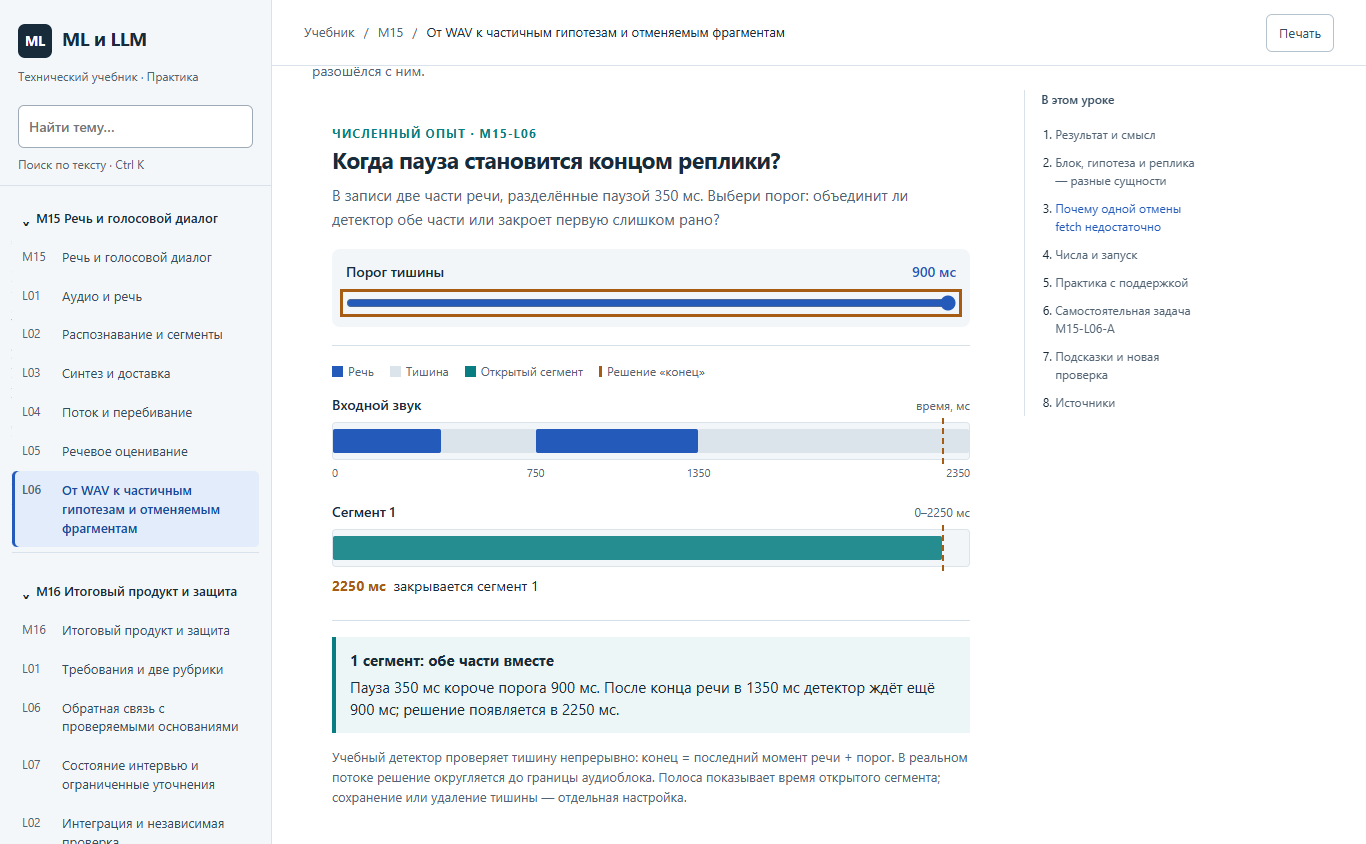 ML
ML и LLM
Технический учебник · Практика
Найти тему...
Поиск по тексту · Ctrl K
М15 Речь и голосовой диалог
М15 Речь и голосовой диалог
L01 Аудио и речь
L02 Распознавание и сегменты
L03 Синтез и доставка
L04 Поток и перебивание
L05 Речевое оценивание
L06 От WAV к частичным
гипотезам и отменяемым
фрагментам
М16 Итоговый продукт и защита
М16 Итоговый продукт и защита
L01 Требования и две рубрики
L06 Обратная связь с
проверяемыми основаниями
L07 Состояние интервью и
ограниченные уточнения
L02 Интеграция и независимая
проверка
Учебник / М15 / От WAV к частичным гипотезам и отменяемым фрагментам
Печать
разошёлся с ним.
ЧИСЛЕННЫЙ ОПЫТ · M15-L06
Когда пауза становится концом реплики?
В записи две части речи, разделённые паузой 350 мс. Выбери порог: объединит ли
детектор обе части или закроет первую слишком рано?
Порог тишины 900 мс
Речь Тишина Открытый сегмент Решение «конец»
Входной звук время, мс
0 750 1350 2350
Сегмент 1 0–2250 мс
2250 мс закрывается сегмент 1
1 сегмент: обе части вместе
Пауза 350 мс короче порога 900 мс. После конца речи в 1350 мс детектор ждёт ещё
900 мс; решение появляется в 2250 мс.
Учебный детектор проверяет тишину непрерывно: конец = последний момент речи + порог. В реальном
потоке решение округляется до границы аудиоблока. Полоса показывает время открытого сегмента;
сохранение или удаление тишины — отдельная настройка.
В этом уроке
1. Результат и смысл
2. Блок, гипотеза и реплика
— разные сущности
3. Почему одной отмены
fetch недостаточно
4. Числа и запуск
5. Практика с поддержкой
6. Самостоятельная задача
M15-L06-A
7. Подсказки и новая
проверка
8. Источники